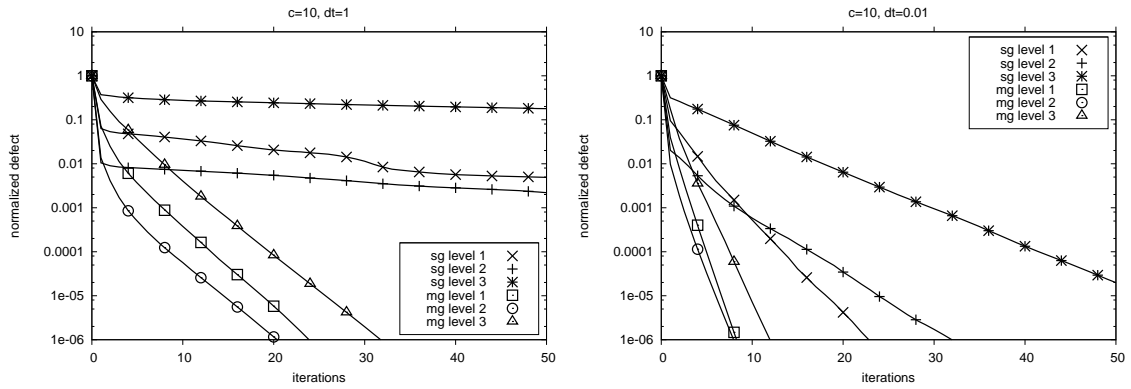 c=10, dt=1
10
1
0.1
0.01
0.001
0.0001
1e-05
1e-06
normalized defect
0 10 20 30 40 50
iterations
sg level 1
sg level 2
sg level 3
mg level 1
mg level 2
mg level 3
c=10, dt=0.01
10
1
0.1
0.01
0.001
0.0001
1e-05
1e-06
normalized defect
0 10 20 30 40 50
iterations
sg level 1
sg level 2
sg level 3
mg level 1
mg level 2
mg level 3